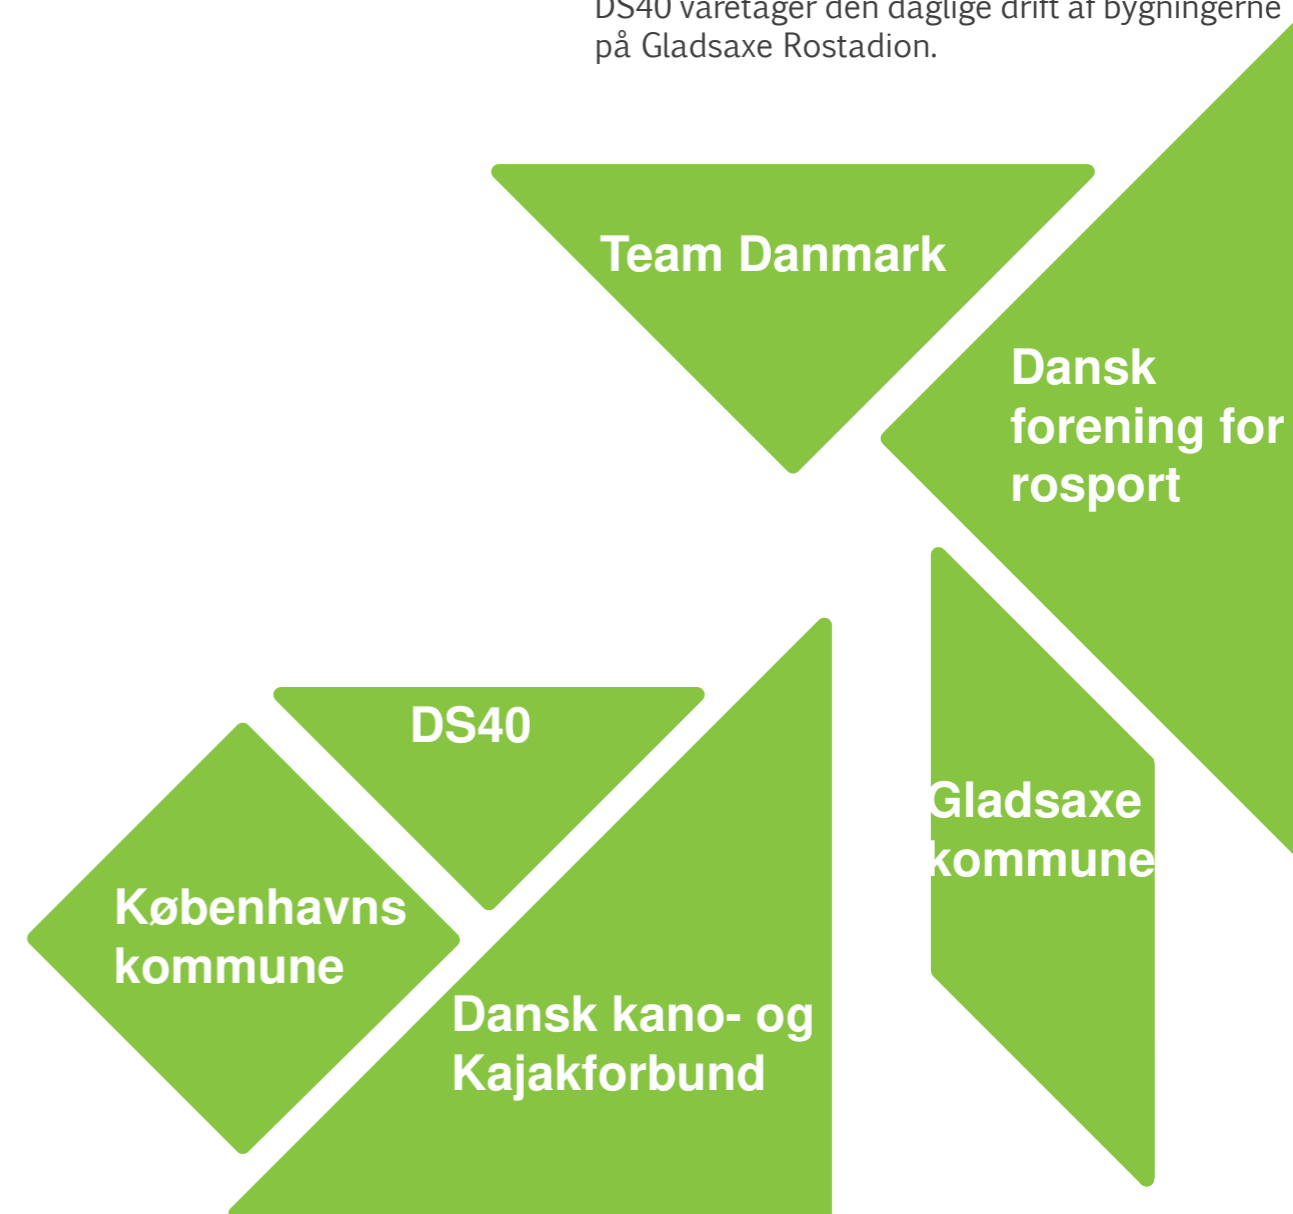 DS40 varetager den daglige drift af bygningerne
på Gladsaxe Rostadion.
Team Danmark
Dansk
forening for
rosport
DS40
Gladsaxe
kommune
Københavns
kommune
Dansk kano- og
Kajakforbund